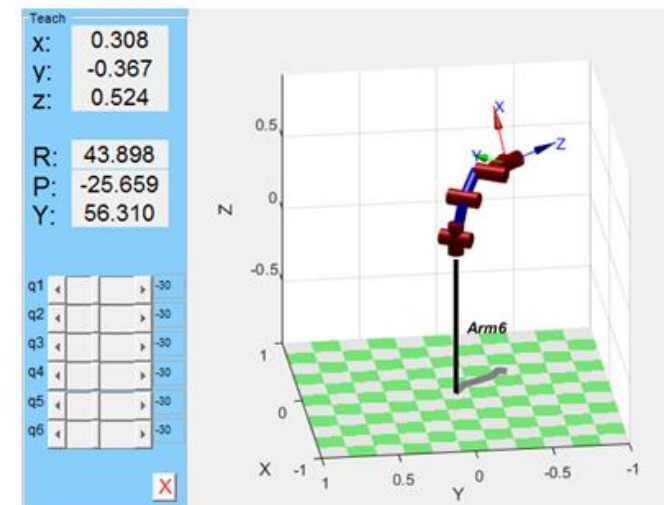 Teach
x: 0.308
y: -0.367
z: 0.524
R: 43.898
P: -25.659
Y: 56.310
q1 -30
q2 -30
q3 -30
q4 -30
q5 -30
q6 -30
X
0.5
0
-0.5
Z
X
Y
Z
Arm6
1
0
-1
X
1
0.5
0
-0.5
-1
Y